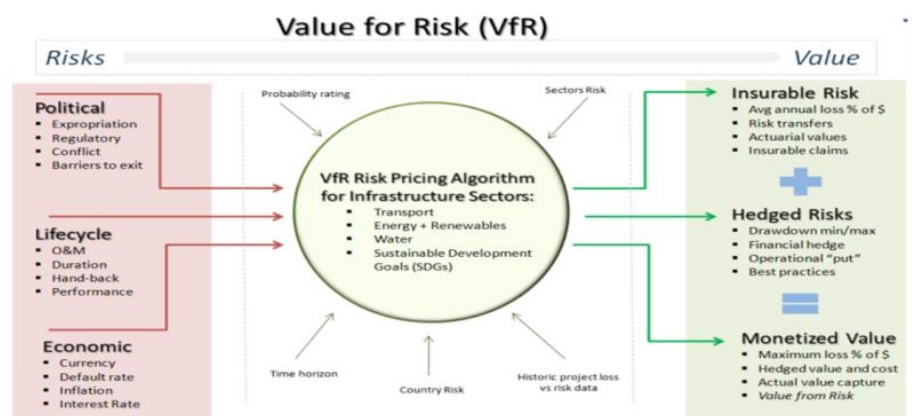 Value for Risk (VfR)
Risks
Value
Political
▪ Expropriation
▪ Regulatory
▪ Conflict
▪ Barriers to exit
Lifecycle
▪ O&M
▪ Duration
▪ Hand-back
▪ Performance
Economic
▪ Currency
▪ Default rate
▪ Inflation
▪ Interest Rate
Probability rating
Sectors Risk
VfR Risk Pricing Algorithm
for Infrastructure Sectors:
▪ Transport
▪ Energy + Renewables
▪ Water
▪ Sustainable Development
Goals (SDGs)
Time horizon
Country Risk
Historic project loss
vs risk data
Insurable Risk
▪ Avg annual loss % of $
▪ Risk transfers
▪ Actuarial values
▪ Insurable claims
+
Hedged Risks
▪ Drawdown min/max
▪ Financial hedge
▪ Operational "put"
▪ Best practices
=
Monetized Value
▪ Maximum loss % of $
▪ Hedged value and cost
▪ Actual value capture
▪ Value from Risk